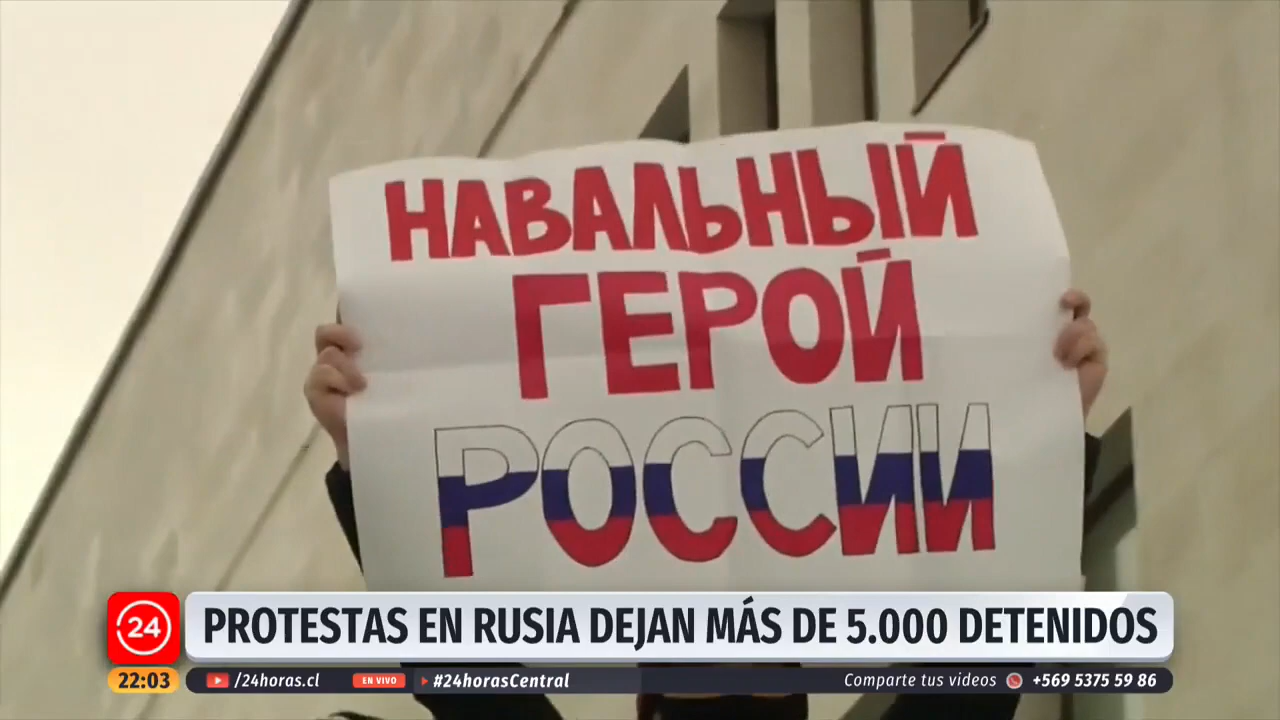 НАВАЛЬНЫЙ
ГЕРОЙ
РОССИИ
24 PROTESTAS EN RUSIA DEJAN MÁS DE 5.000 DETENIDOS
22:03 /24horas.cl EN VIVO #24horasCentral Comparte tus videos +569 5375 59 86